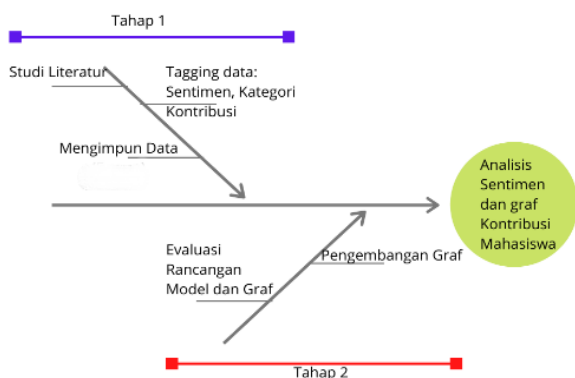 Tahap 1
Studi Literatur
Tagging data:
Sentimen, Kategori
Kontribusi
Mengimpun Data
Analisis
Sentimen
dan graf
Kontribusi
Mahasiswa
Evaluasi
Rancangan
Model dan Graf
Pengembangan Graf
Tahap 2